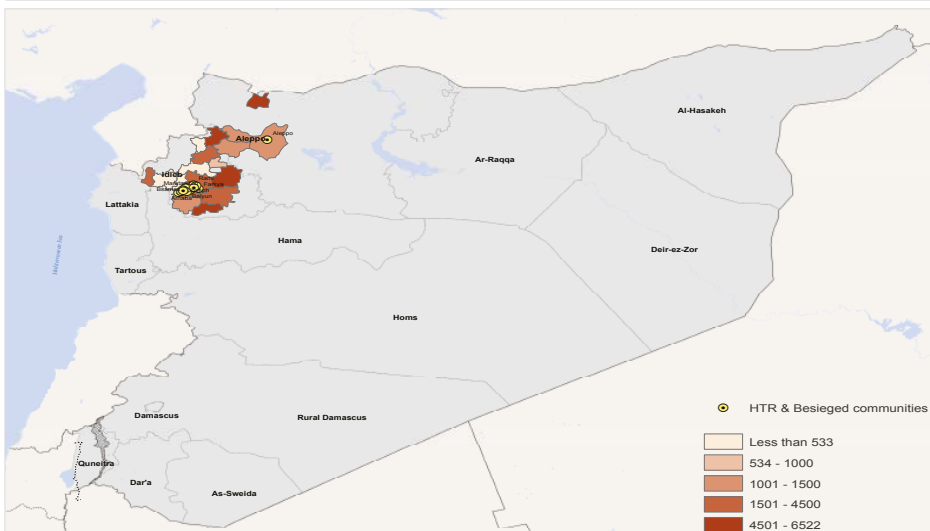 Al-Hasakeh
Aleppo
Aleppo
Ar-Raqqa
Idleb
Lattakia
Hama
Deir-ez-Zor
Tartous
Homs
Damascus
Rural Damascus
Quneitra
Dar'a
As-Sweida
HTR & Besieged communities
Less than 533
534 - 1000
1001 - 1500
1501 - 4500
4501 - 6522